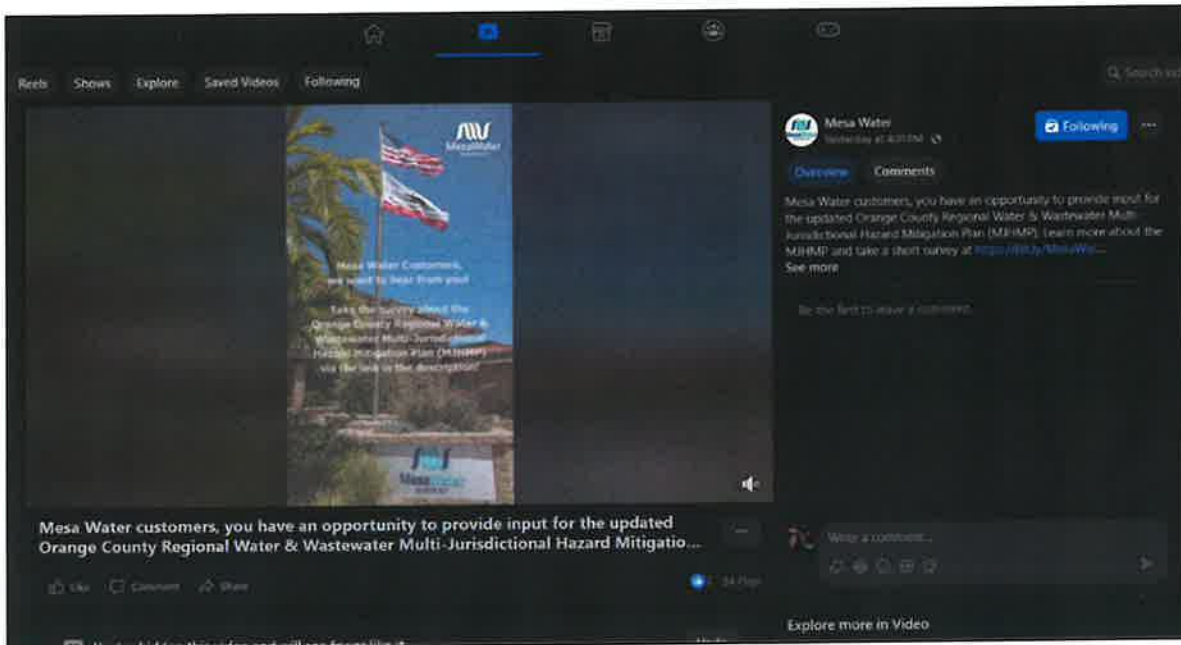 Reels Shows Explore Saved Videos Following
Search
MesaWater
Mesa Water Customers,
we want to hear from you!
Take the survey about the
Orange County Regional Water &
Wastewater Multi-Jurisdictional
Hazard Mitigation Plan (MJHMP)
via the link in the description
MesaWater
Mesa Water customers, you have an opportunity to provide input for the updated
Orange County Regional Water & Wastewater Multi-Jurisdictional Hazard Mitigatio...
Like Comment Share
Mesa Water
Yesterday at
Following
Overview Comments
Mesa Water customers, you have an opportunity to provide input for
the updated Orange County Regional Water & Wastewater Multi-
Jurisdictional Hazard Mitigation Plan (MJHMP). Learn more about the
MJHMP and take a short survey at
See more
Be the first to leave a comment.
Write a comment...
Explore more in Video